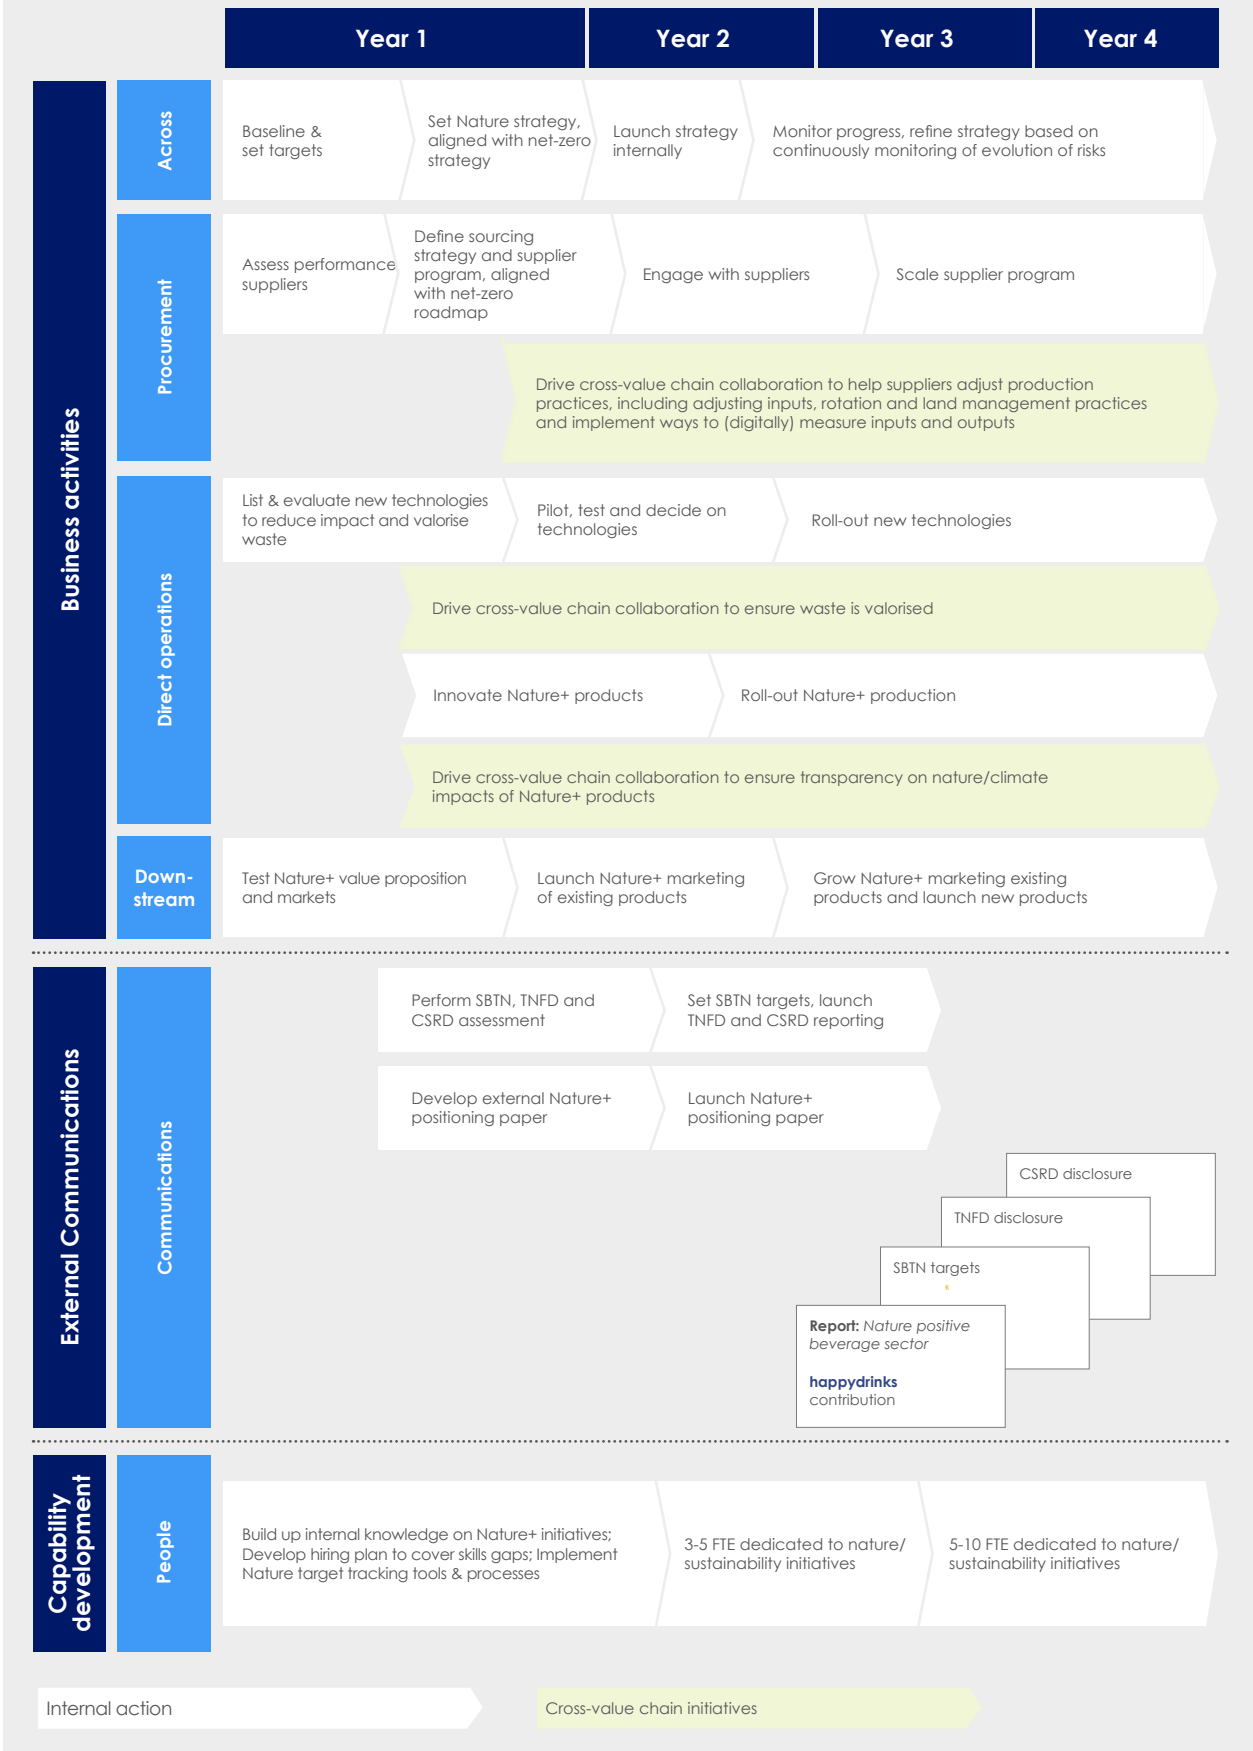 Year 1
Year 2
Year 3
Year 4
Business activities
Across
Baseline &
set targets
Set Nature strategy,
aligned with net-zero
strategy
Launch strategy
internally
Monitor progress, refine strategy based on
continuously monitoring of evolution of risks
Procurement
Assess performance
suppliers
Define sourcing
strategy and supplier
program, aligned
with net-zero
roadmap
Engage with suppliers
Scale supplier program
Drive cross-value chain collaboration to help suppliers adjust production
practices, including adjusting inputs, rotation and land management practices
and implement ways to (digitally) measure inputs and outputs
Direct operations
List & evaluate new technologies
to reduce impact and valorise
waste
Pilot, test and decide on
technologies
Roll-out new technologies
Drive cross-value chain collaboration to ensure waste is valorised
Innovate Nature+ products
Roll-out Nature+ production
Drive cross-value chain collaboration to ensure transparency on nature/climate
impacts of Nature+ products
Down-
stream
Test Nature+ value proposition
and markets
Launch Nature+ marketing
of existing products
Grow Nature+ marketing existing
products and launch new products
External Communications
Communications
Perform SBTN, TNFD and
CSRD assessment
Set SBTN targets, launch
TNFD and CSRD reporting
Develop external Nature+
positioning paper
Launch Nature+
positioning paper
CSRD disclosure
TNFD disclosure
SBTN targets
Report: Nature positive
beverage sector
happydrinks
contribution
Capability
development
People
Build up internal knowledge on Nature+ initiatives;
Develop hiring plan to cover skills gaps; Implement
Nature target tracking tools & processes
3-5 FTE dedicated to nature/
sustainability initiatives
5-10 FTE dedicated to nature/
sustainability initiatives
Internal action
Cross-value chain initiatives